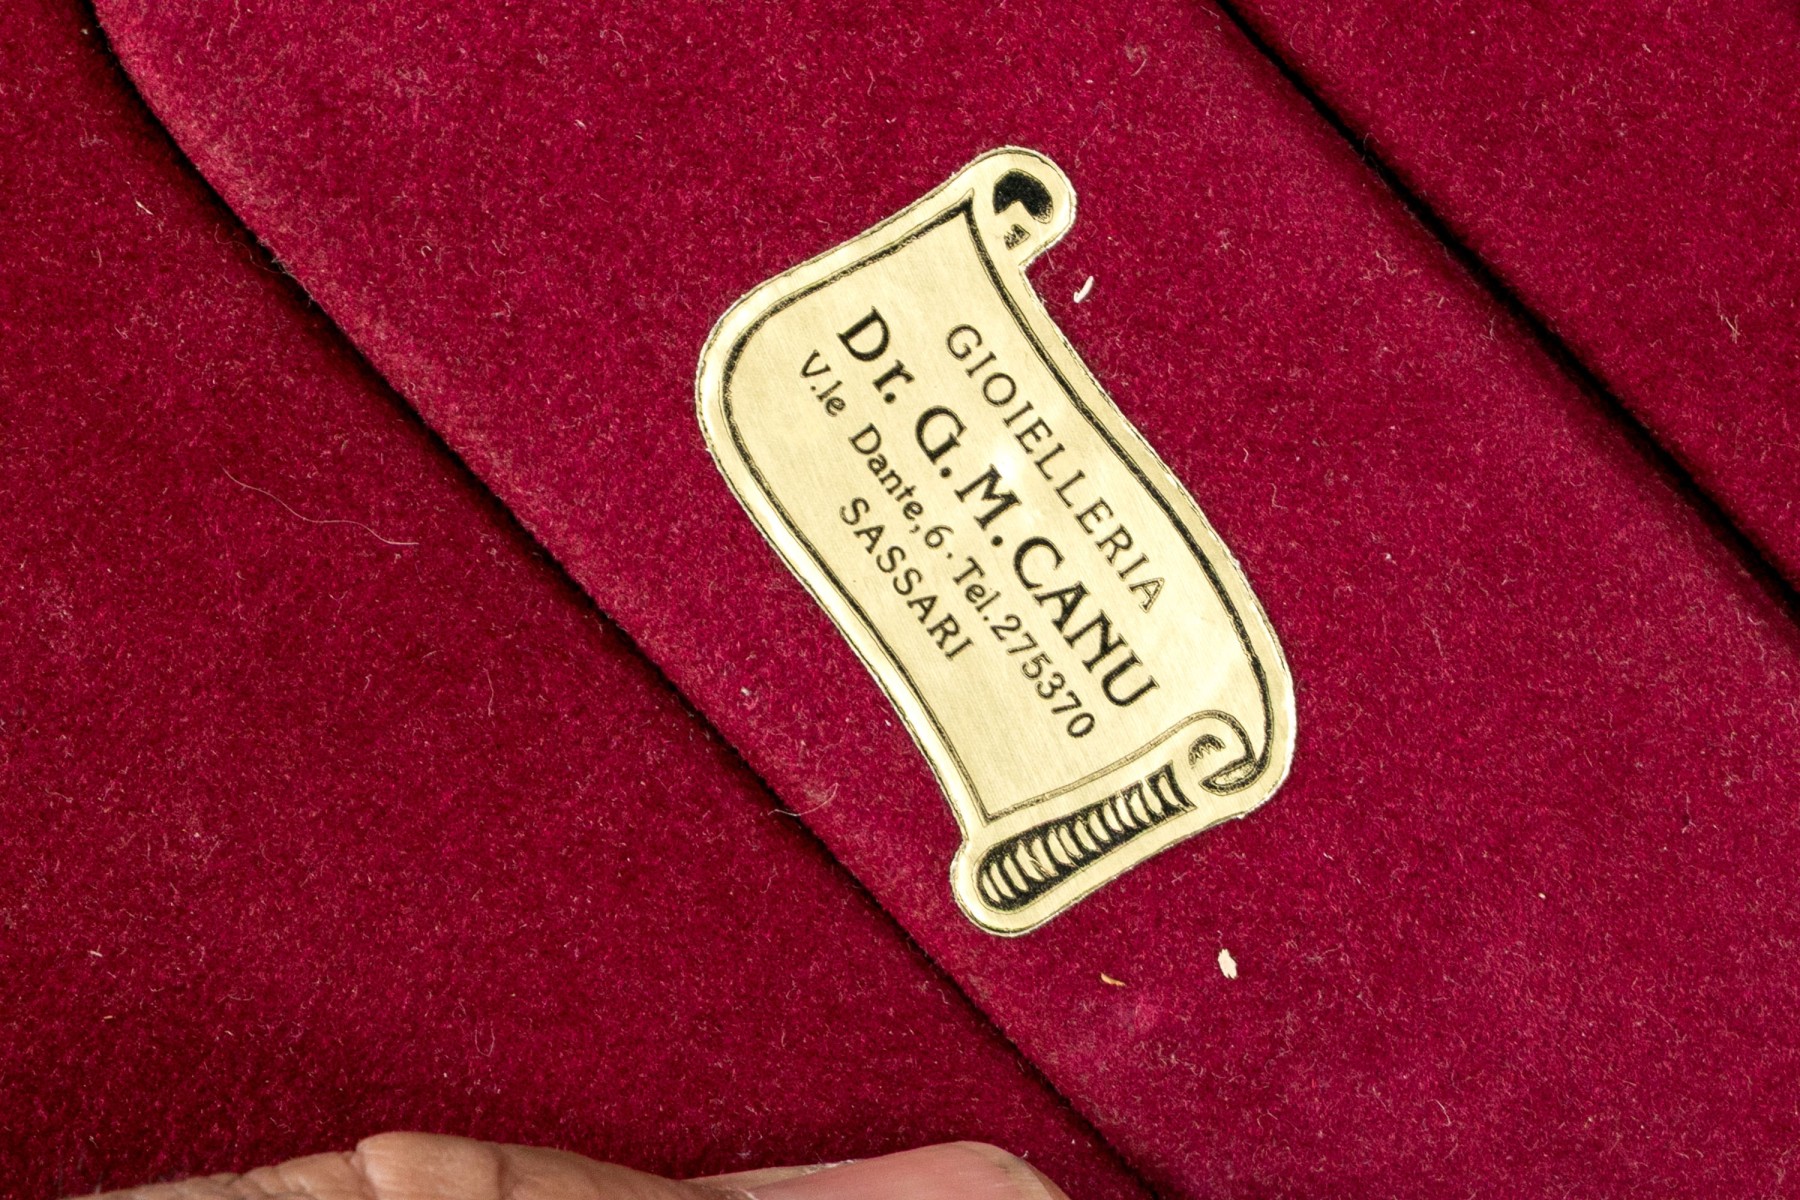 GIOIELLERIA
Dr. G. M. CANU
V.le Dante, 6 · Tel. 275370
SASSARI